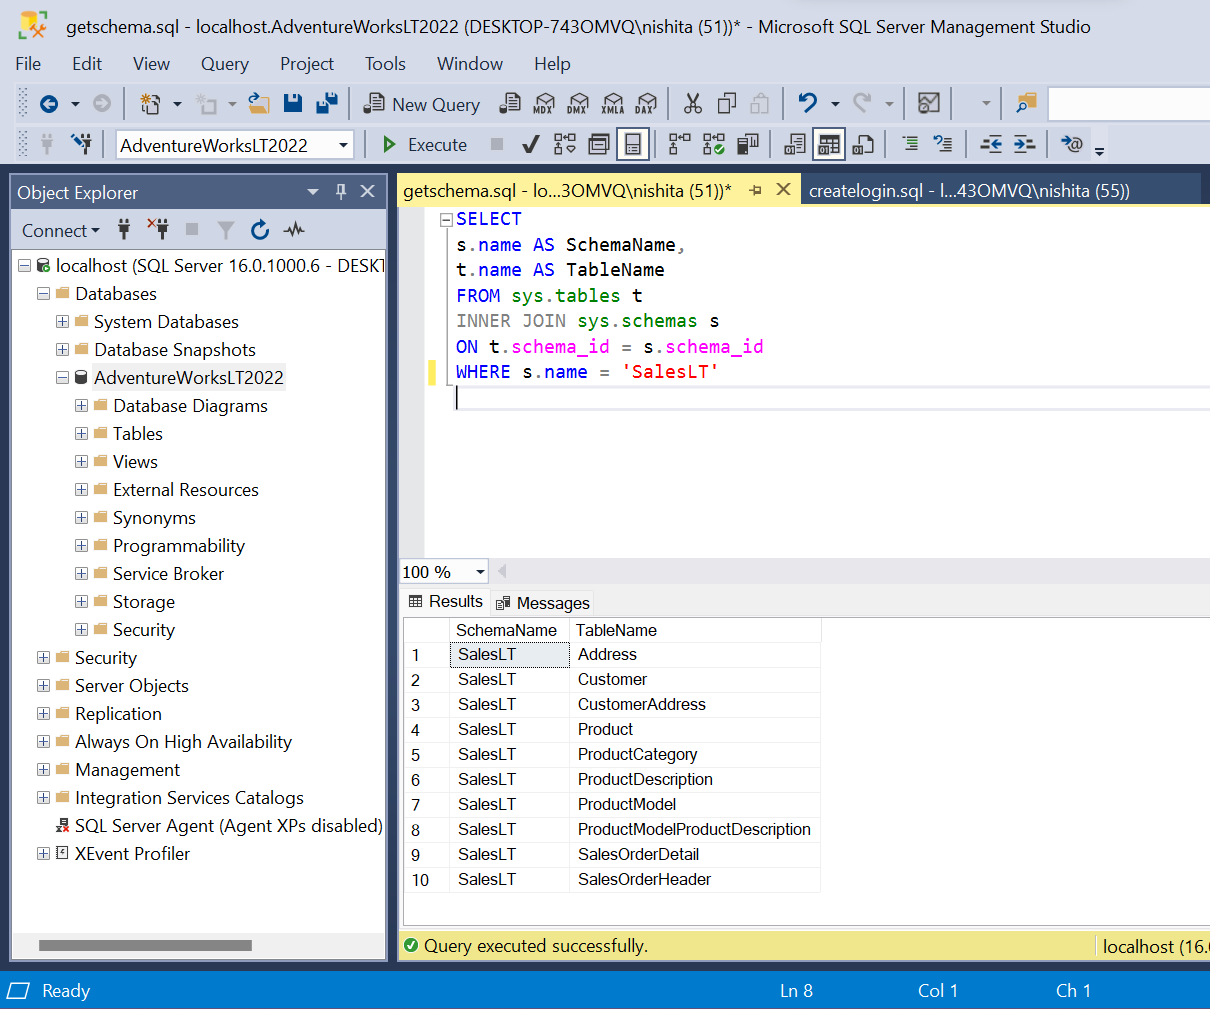 getschema.sql - localhost.AdventureWorksLT2022 (DESKTOP-743OMVQ\nishita (51))* - Microsoft SQL Server Management Studio
File Edit View Query Project Tools Window Help
New Query MDX DMX XMLA DAX
AdventureWorksLT2022 Execute
Object Explorer
Connect
localhost (SQL Server 16.0.1000.6 - DESKT
Databases
System Databases
Database Snapshots
AdventureWorksLT2022
Database Diagrams
Tables
Views
External Resources
Synonyms
Programmability
Service Broker
Storage
Security
Security
Server Objects
Replication
Always On High Availability
Management
Integration Services Catalogs
SQL Server Agent (Agent XPs disabled)
XEvent Profiler
getschema.sql - lo...3OMVQ\nishita (51))* createlogin.sql - l...43OMVQ\nishita (55))
SELECT
s.name AS SchemaName,
t.name AS TableName
FROM sys.tables t
INNER JOIN sys.schemas s
ON t.schema_id = s.schema_id
WHERE s.name = 'SalesLT'
100 %
Results Messages
SchemaName TableName
1 SalesLT Address
2 SalesLT Customer
3 SalesLT CustomerAddress
4 SalesLT Product
5 SalesLT ProductCategory
6 SalesLT ProductDescription
7 SalesLT ProductModel
8 SalesLT ProductModelProductDescription
9 SalesLT SalesOrderDetail
10 SalesLT SalesOrderHeader
Query executed successfully. localhost (16.
Ready Ln 8 Col 1 Ch 1